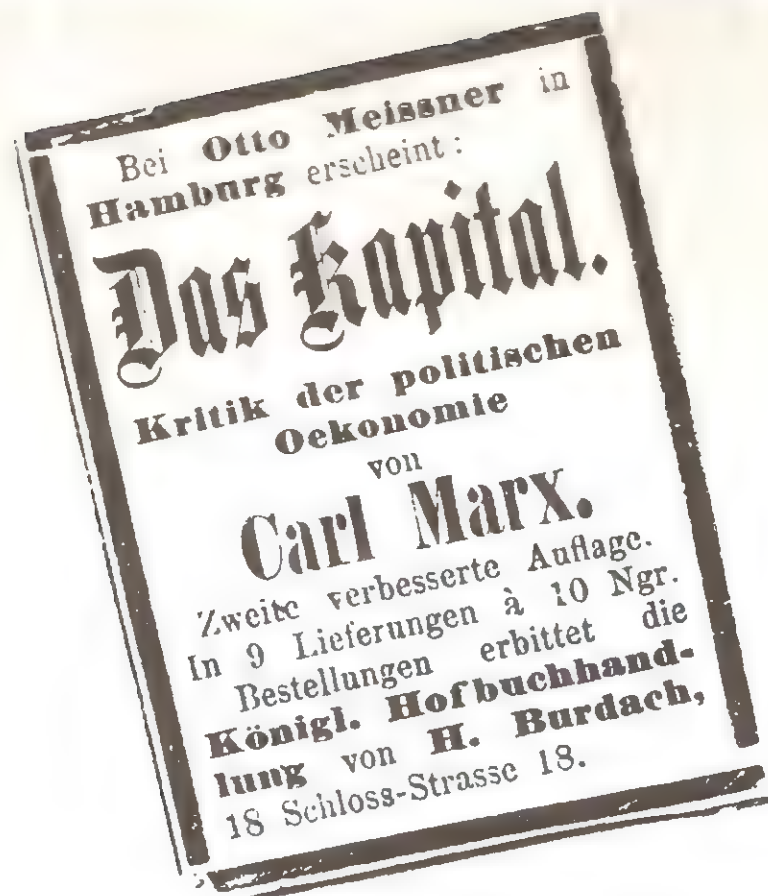 Bei Otto Meissner in
Hamburg erscheint:
Das Kapital.
Kritik der politischen
Oekonomie
von
Carl Marx.
Zweite verbesserte Auflage.
In 9 Lieferungen à 10 Ngr.
Bestellungen erbittet die
Königl. Hofbuchhand-
lung von H. Burdach,
18 Schloss-Strasse 18.